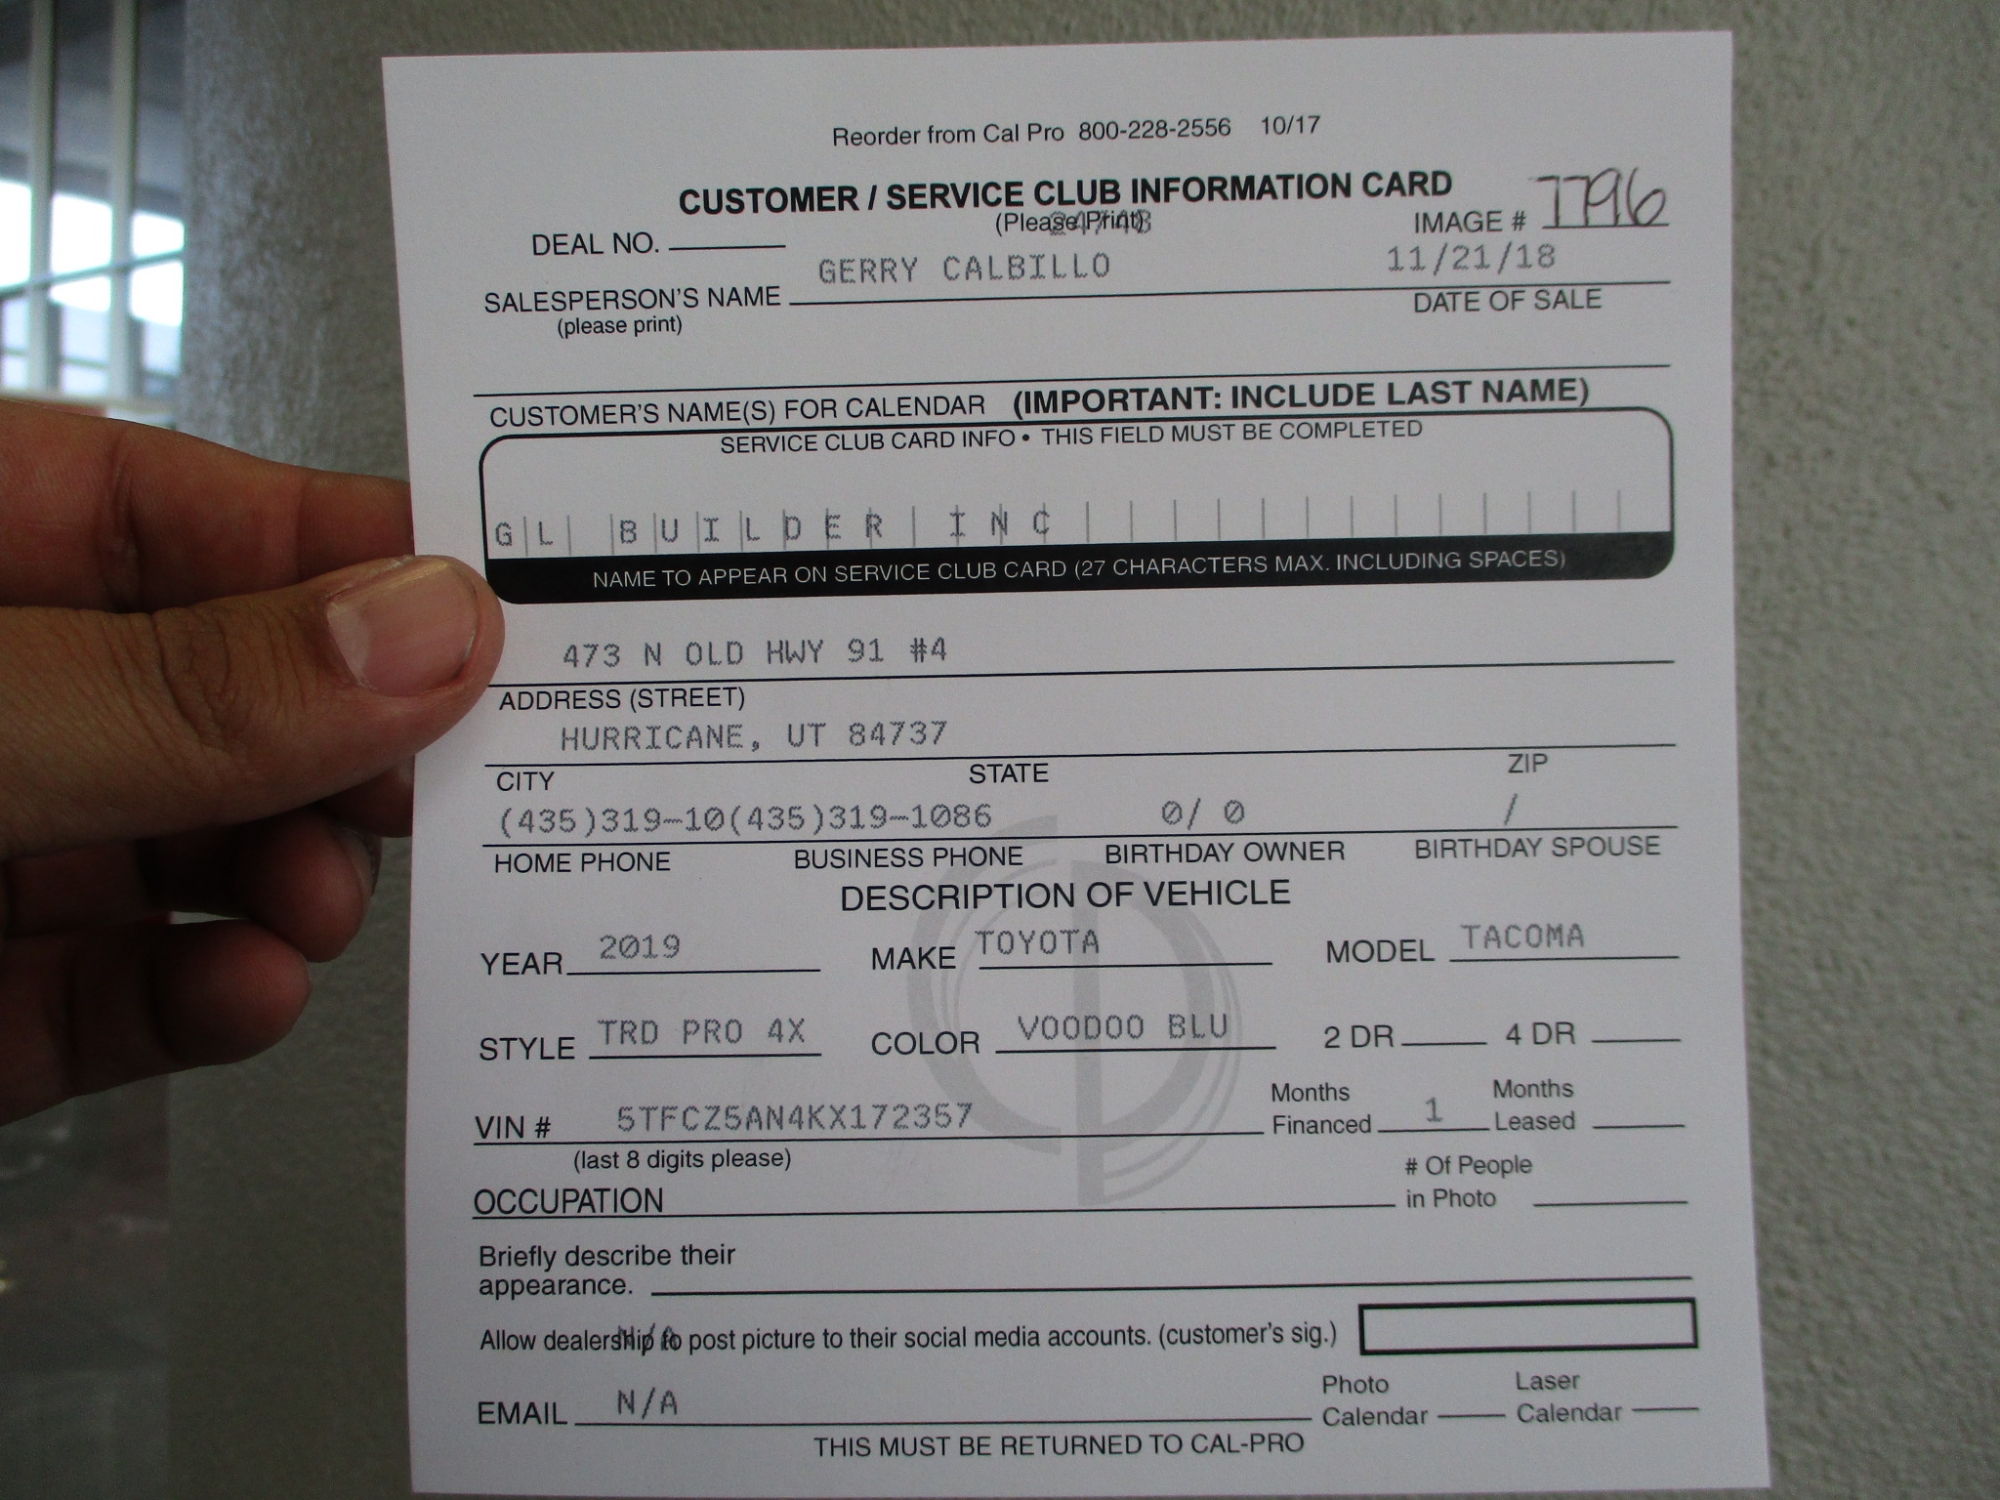 Reorder from Cal Pro 800-228-2556 10/17
CUSTOMER / SERVICE CLUB INFORMATION CARD
(Please Print)
DEAL NO.
IMAGE # 7796
GERRY CALBILLO 11/21/18
SALESPERSON'S NAME DATE OF SALE
(please print)
CUSTOMER'S NAME(S) FOR CALENDAR (IMPORTANT: INCLUDE LAST NAME)
SERVICE CLUB CARD INFO • THIS FIELD MUST BE COMPLETED
GL BUILDER INC
NAME TO APPEAR ON SERVICE CLUB CARD (27 CHARACTERS MAX. INCLUDING SPACES)
473 N OLD HWY 91 #4
ADDRESS (STREET)
HURRICANE, UT 84737
CITY STATE ZIP
(435)319-10(435)319-1086 0/ 0 /
HOME PHONE BUSINESS PHONE BIRTHDAY OWNER BIRTHDAY SPOUSE
DESCRIPTION OF VEHICLE
YEAR 2019 MAKE TOYOTA MODEL TACOMA
STYLE TRD PRO 4X COLOR VOODOO BLU 2 DR 4 DR
VIN # 5TFCZ5AN4KX172357 Months Financed 1 Months Leased
(last 8 digits please)
OCCUPATION # Of People in Photo
Briefly describe their
appearance.
N/A
Allow dealership to post picture to their social media accounts. (customer's sig.)
EMAIL N/A Photo Calendar Laser Calendar
THIS MUST BE RETURNED TO CAL-PRO